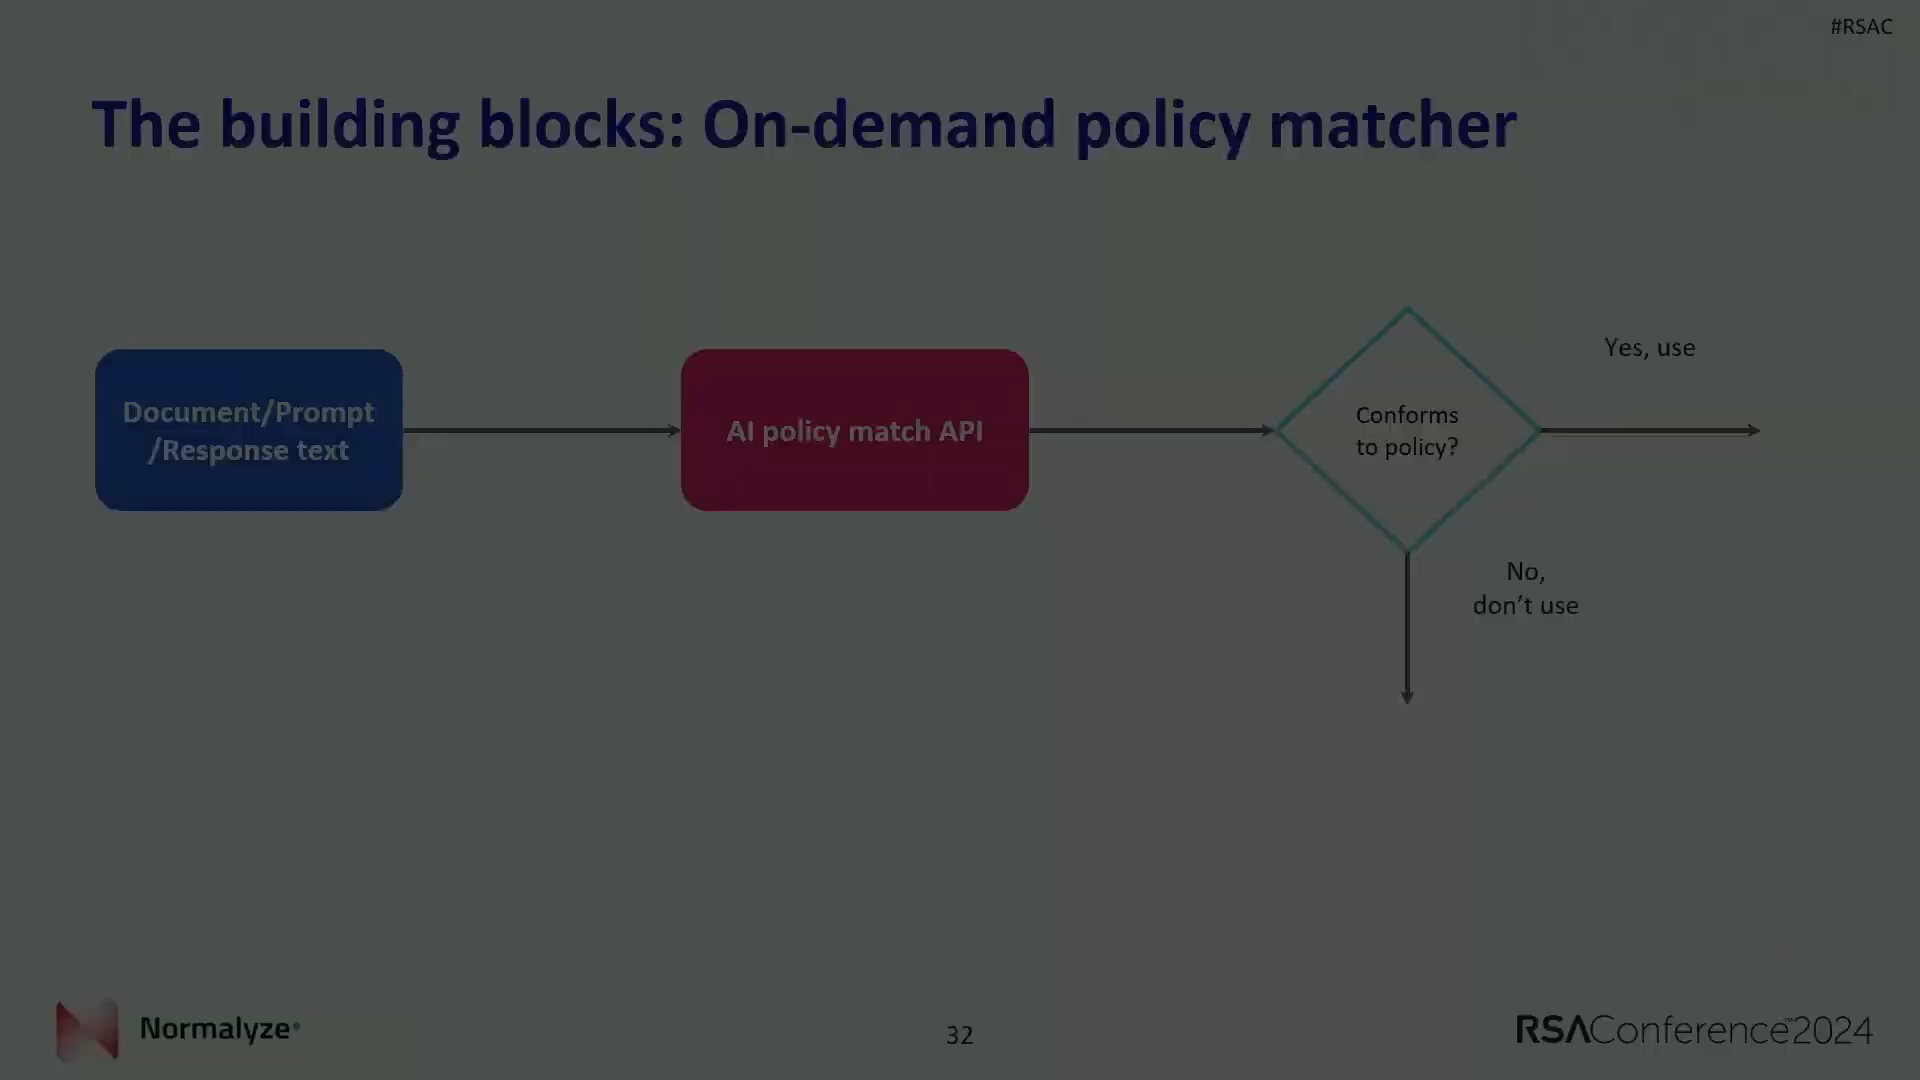 #RSAC
The building blocks: On-demand policy matcher
Document/Prompt
/Response text
AI policy match API
Conforms
to policy?
Yes, use
No,
don’t use
Normalyze
32
RSAConference™2024